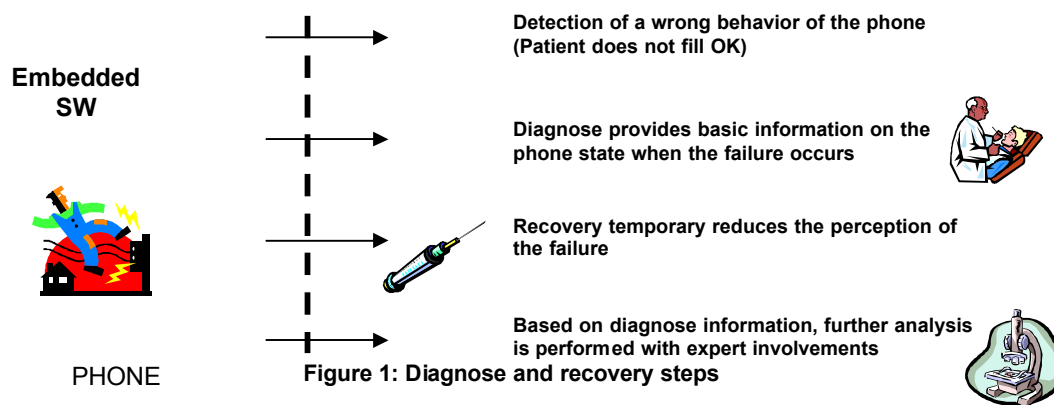 Detection of a wrong behavior of the phone
(Patient does not fill OK)
Embedded
SW
Diagnose provides basic information on the
phone state when the failure occurs
Recovery temporary reduces the perception of
the failure
Based on diagnose information, further analysis
is performed with expert involvements
PHONE
Figure 1: Diagnose and recovery steps